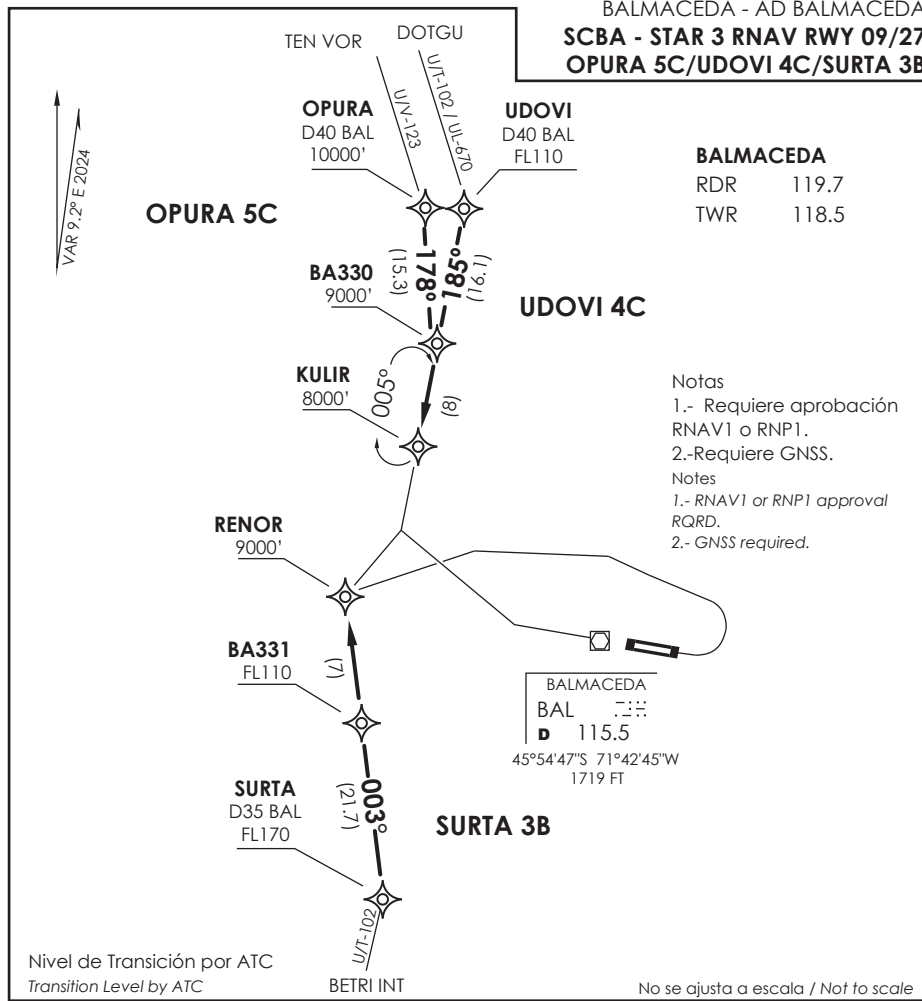 BALMACEDA - AD BALMACEDA
SCBA - STAR 3 RNAV RWY 09/27
OPURA 5C/UDOVI 4C/SURTA 3B
TEN VOR
DOTGU
U/V-123
U/T-102 / UL-670
VAR 9.2º E 2024
OPURA
D40 BAL
10000'
UDOVI
D40 BAL
FL110
BALMACEDA
RDR 119.7
TWR 118.5
OPURA 5C
178º
(15.3)
185º
(16.1)
BA330
9000'
UDOVI 4C
KULIR
8000'
005º
(8)
Notas
1.- Requiere aprobación
RNAV1 o RNP1.
2.-Requiere GNSS.
Notes
1.- RNAV1 or RNP1 approval
RQRD.
2.- GNSS required.
RENOR
9000'
BA331
FL110
(7)
BALMACEDA
BAL
D 115.5
45°54'47"S 71°42'45"W
1719 FT
SURTA
D35 BAL
FL170
003º
(21.7)
SURTA 3B
U/T-102
BETRI INT
Nivel de Transición por ATC
Transition Level by ATC
No se ajusta a escala / Not to scale